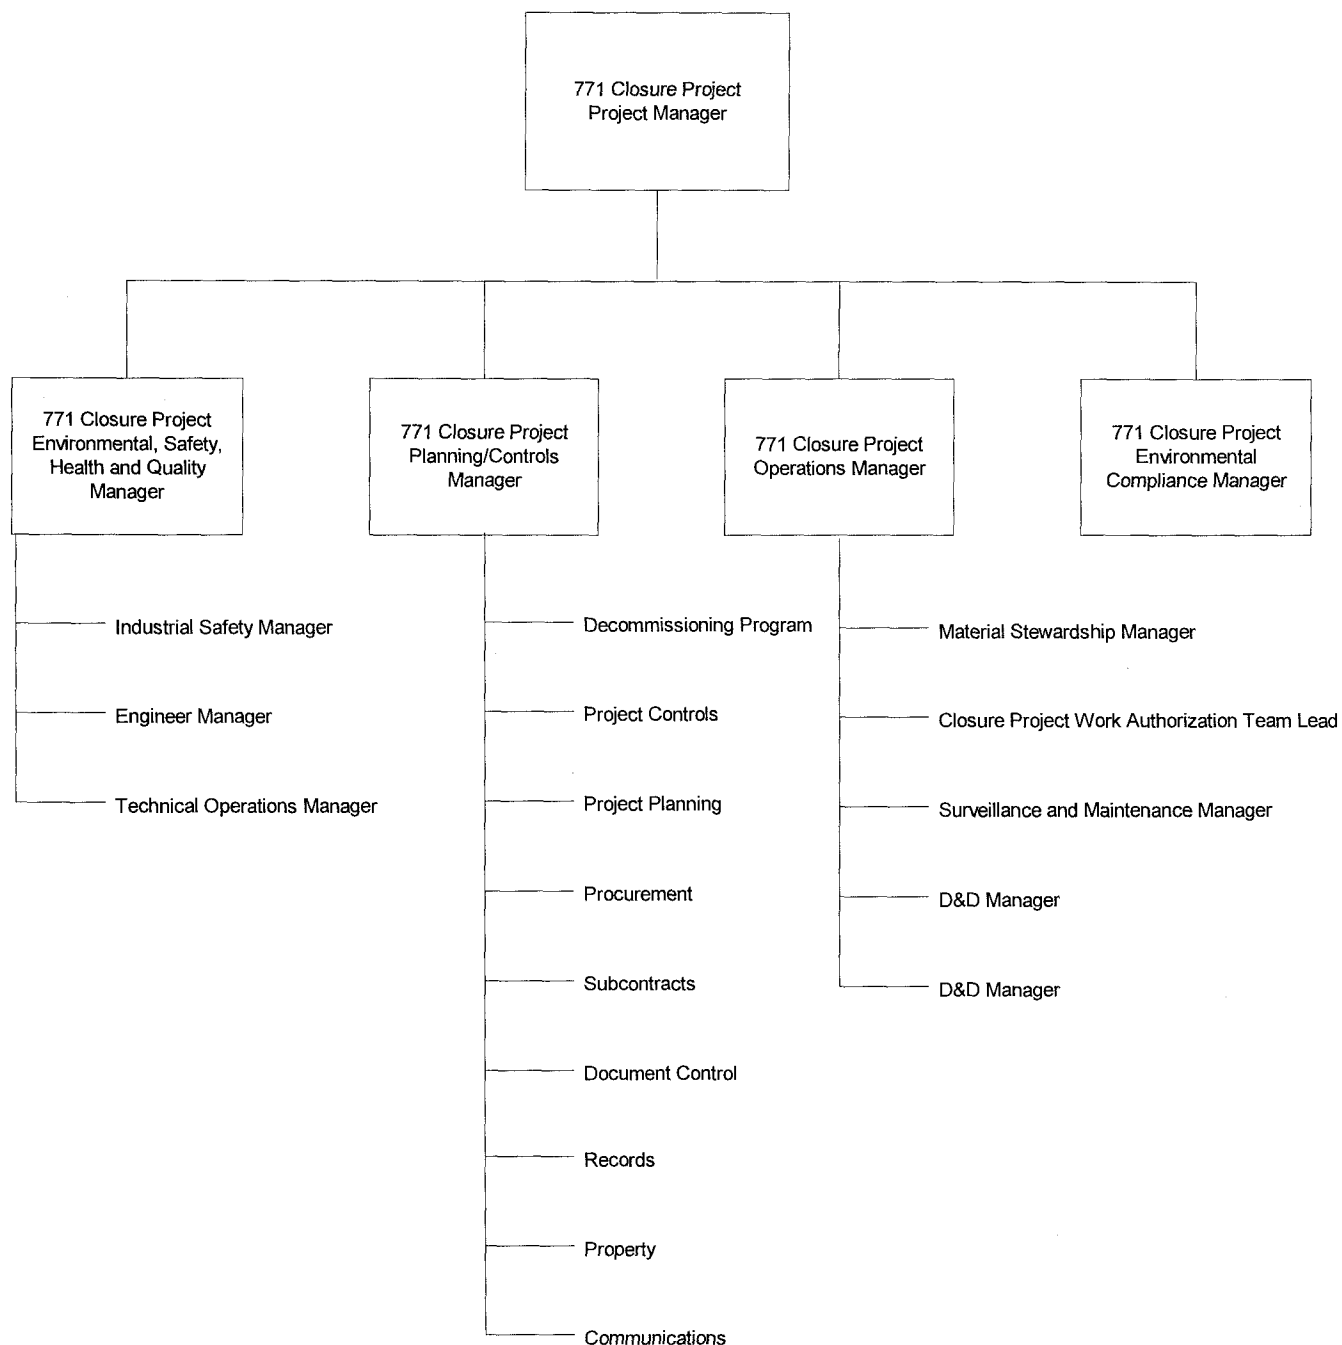 771 Closure Project
Project Manager
771 Closure Project
Environmental, Safety,
Health and Quality
Manager
771 Closure Project
Planning/Controls
Manager
771 Closure Project
Operations Manager
771 Closure Project
Environmental
Compliance Manager
Industrial Safety Manager
Engineer Manager
Technical Operations Manager
Decommissioning Program
Project Controls
Project Planning
Procurement
Subcontracts
Document Control
Records
Property
Communications
Material Stewardship Manager
Closure Project Work Authorization Team Lead
Surveillance and Maintenance Manager
D&D Manager
D&D Manager